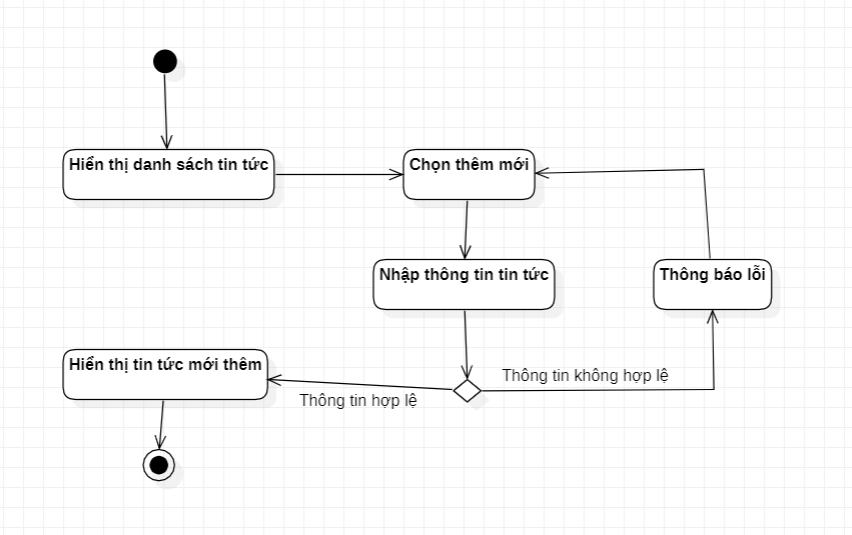 Hiển thị danh sách tin tức
Chọn thêm mới
Nhập thông tin tin tức
Thông báo lỗi
Hiển thị tin tức mới thêm
Thông tin không hợp lệ
Thông tin hợp lệ